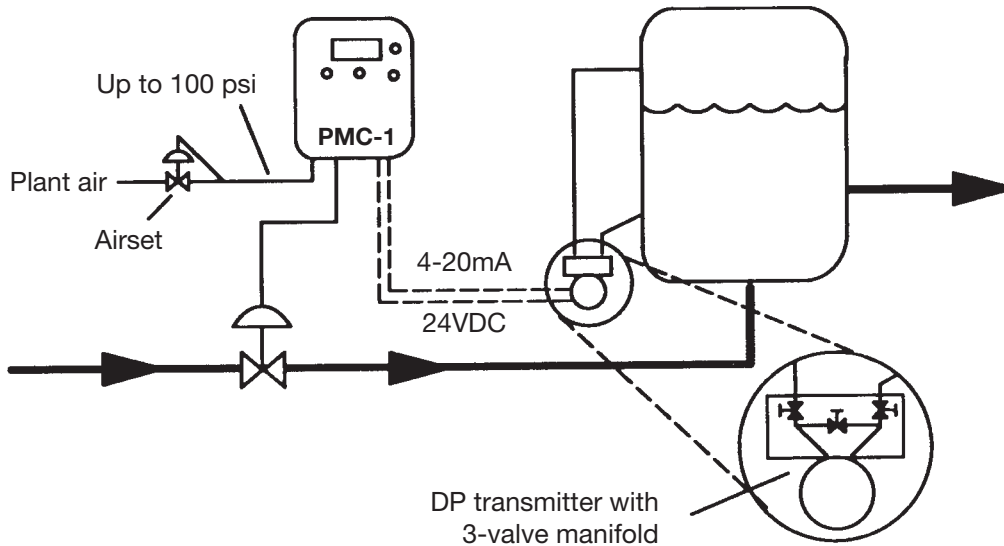 Up to 100 psi
PMC-1
Plant air
Airset
4-20mA
24VDC
DP transmitter with
3-valve manifold